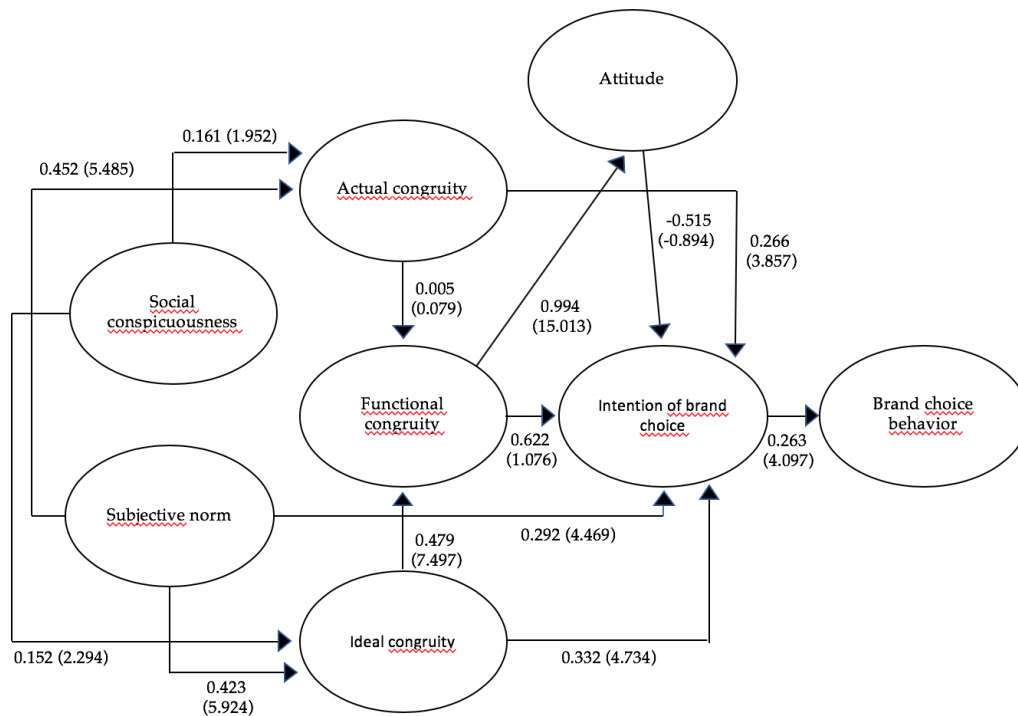 Attitude
0.161 (1.952)
0.452 (5.485)
Actual congruity
-0.515
(-0.894)
0.266
(3.857)
0.005
(0.079)
0.994
(15.013)
Social
conspicuousness
Functional
congruity
Intention of brand
choice
Brand choice
behavior
0.622
(1.076)
0.263
(4.097)
Subjective norm
0.292 (4.469)
0.479
(7.497)
Ideal congruity
0.152 (2.294)
0.332 (4.734)
0.423
(5.924)